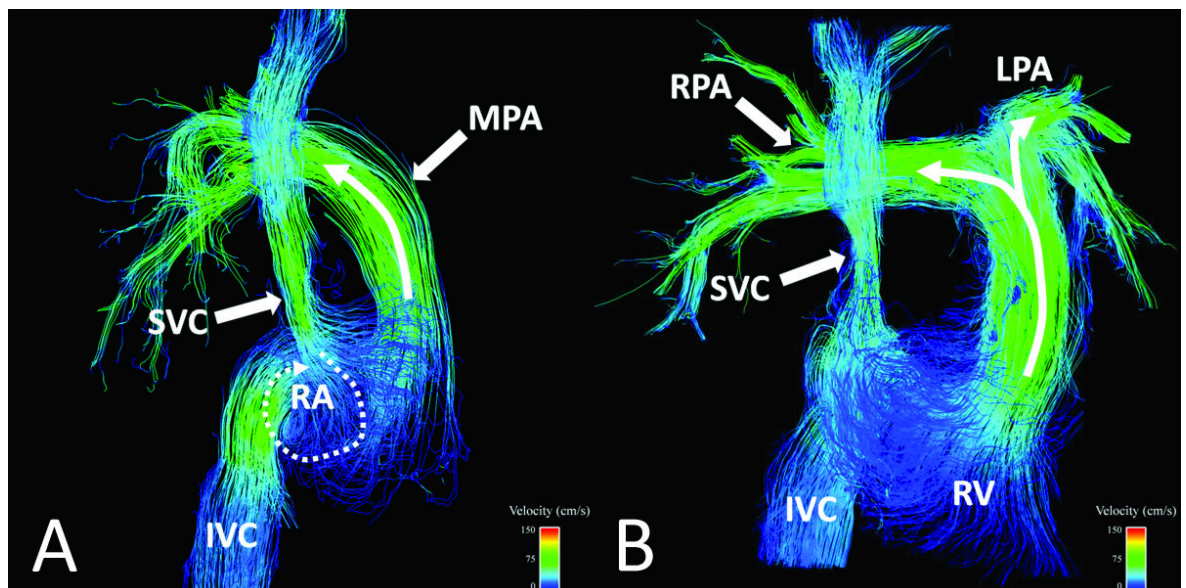 MPA
SVC
RA
IVC
A
Velocity (cm/s)
150
75
0
LPA
RPA
SVC
IVC
RV
B
Velocity (cm/s)
150
75
0